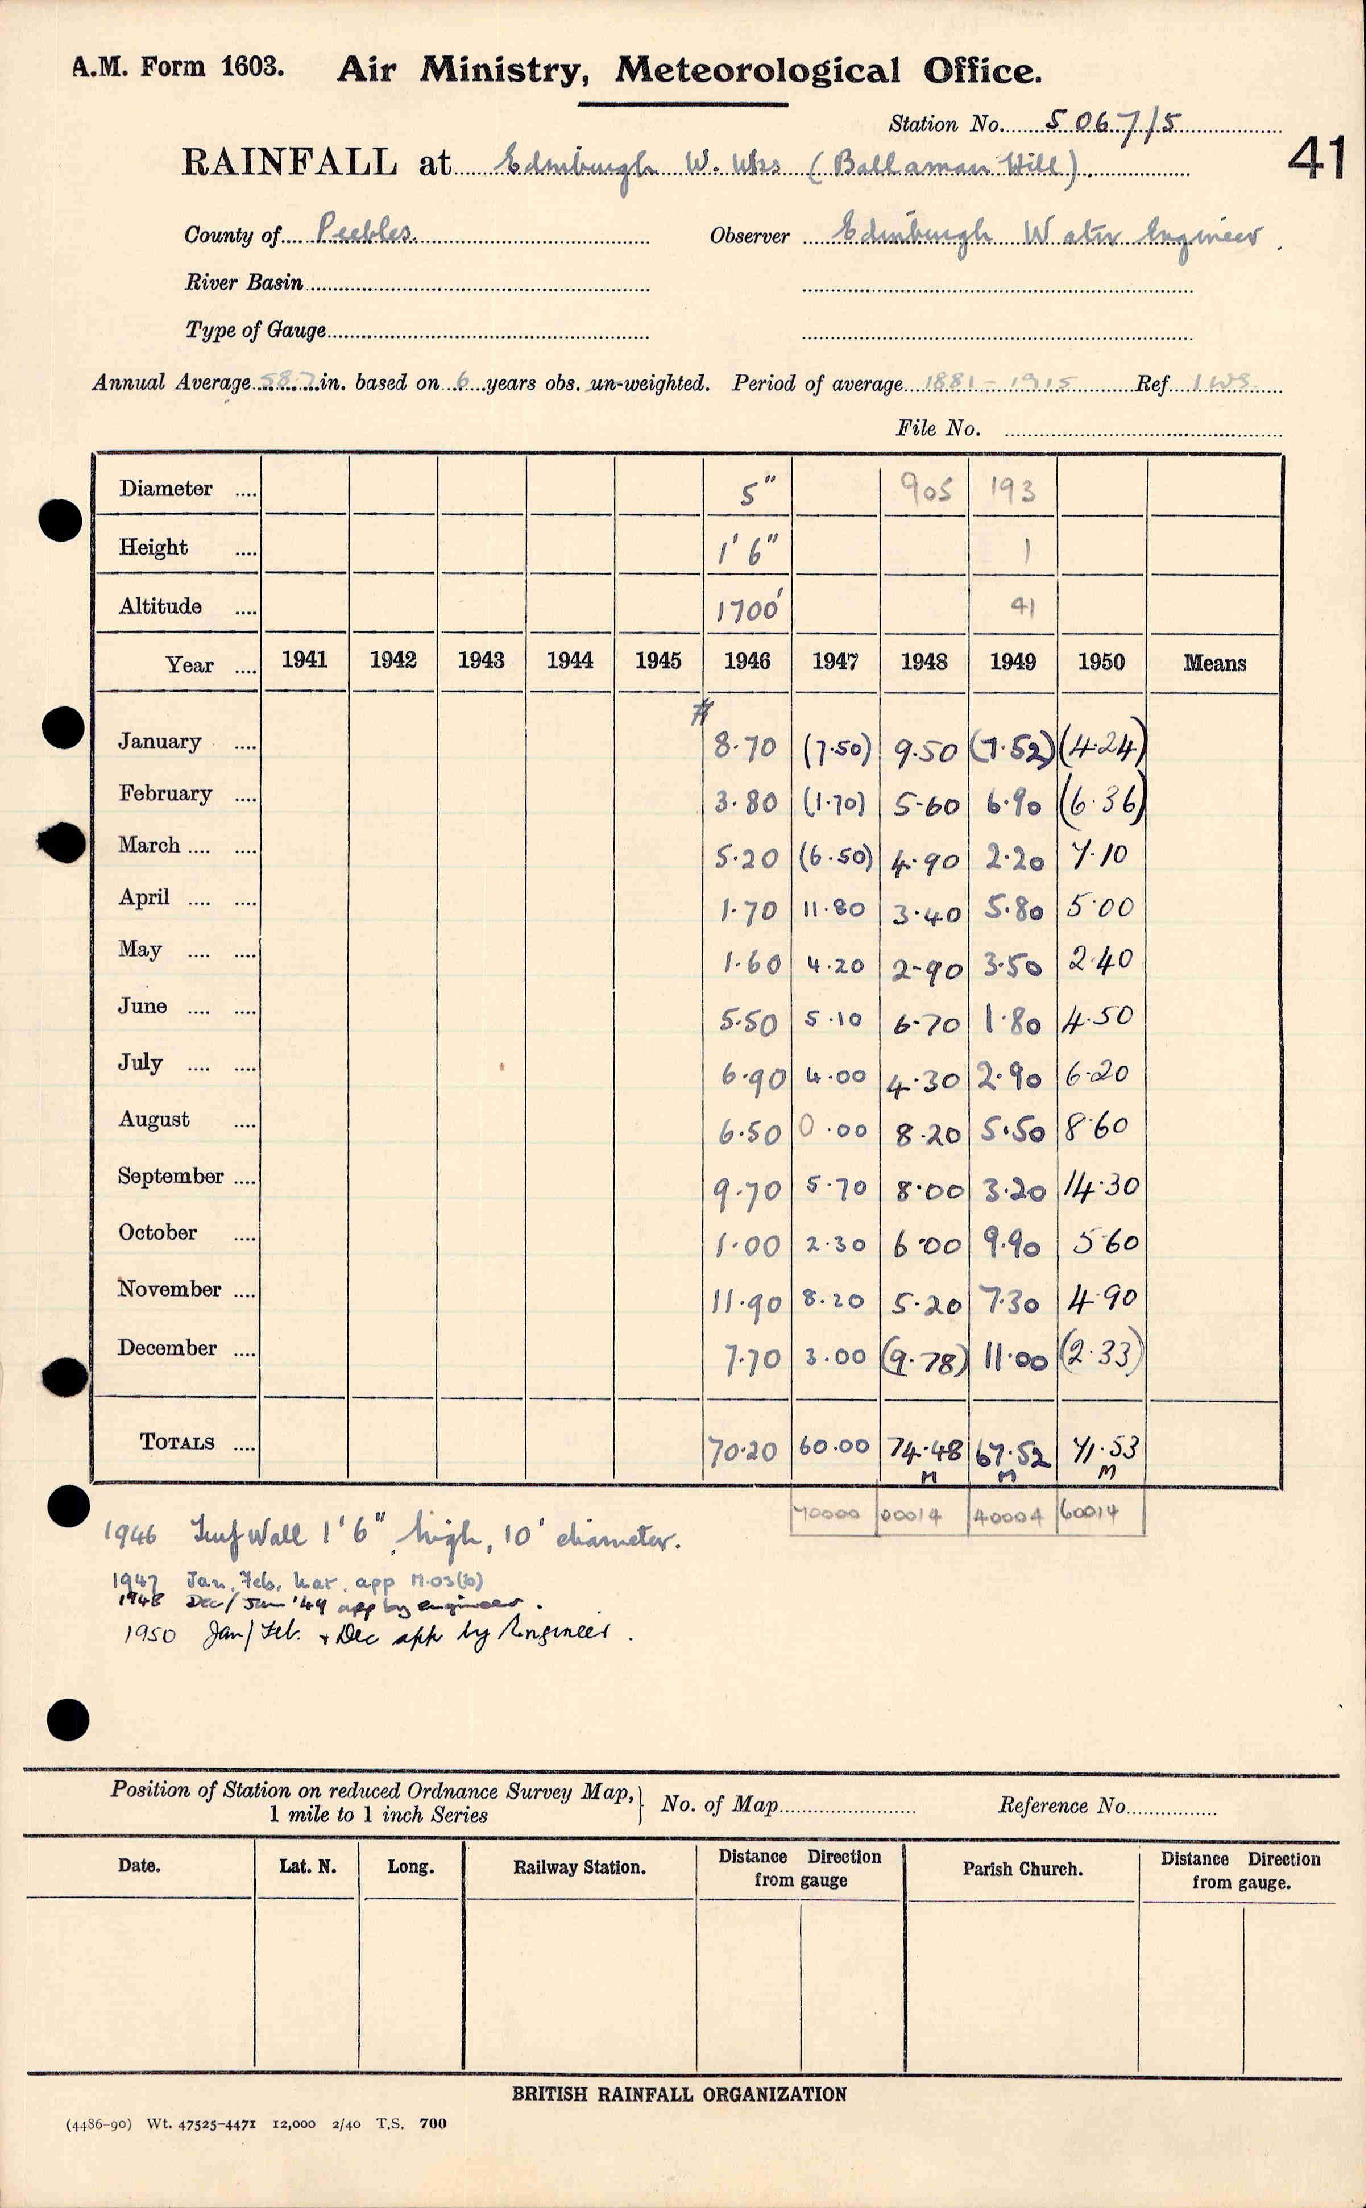 A.M. Form 1603. Air Ministry, Meteorological Office.
Station No. 5067/5
41
RAINFALL at Edinburgh W. Wks (Ballaman Hill).
County of Peebles. Observer Edinburgh Water Engineer.
River Basin
Type of Gauge
Annual Average 58.7 in. based on 6 years obs. un-weighted. Period of average 1881 - 1915 Ref
File No.
Diameter .... 5" 905 193
Height .... 1' 6" 1
Altitude .... 1700' 41
Year .... 1941 1942 1943 1944 1945 1946 1947 1948 1949 1950 Means
#
January .... 8.70 (7.50) 9.50 (7.52) (4.24)
February .... 3.80 (1.70) 5.60 6.90 (6.36)
March .... .... 5.20 (6.50) 4.90 2.20 7.10
April .... .... 1.70 11.80 3.40 5.80 5.00
May .... .... 1.60 4.20 2.90 3.50 2.40
June .... .... 5.50 5.10 6.70 1.80 4.50
July .... .... 6.90 4.00 4.30 2.90 6.20
August .... 6.50 0.00 8.20 5.50 8.60
September .... 9.70 5.70 8.00 3.20 14.30
October .... 1.00 2.30 6.00 9.90 5.60
November .... 11.90 8.20 5.20 7.30 4.90
December .... 7.70 3.00 (9.78) 11.00 (2.33)
TOTALS .... 70.20 60.00 74.48 67.52 71.53
M M M
70000 00014 40004 60014
1946 Turf Wall 1' 6" high, 10' diameter.
1947 Jan, Feb, Mar. app
1948 Dec/Jan '49 app by engineer.
1950 Jan/Feb. + Dec app by Engineer.
Position of Station on reduced Ordnance Survey Map,
1 mile to 1 inch Series } No. of Map Reference No.
Date. Lat. N. Long. Railway Station. Distance Direction from gauge Parish Church. Distance Direction from gauge.
BRITISH RAINFALL ORGANIZATION
(4486-90) Wt. 47525-4471 12,000 2/40 T.S. 700